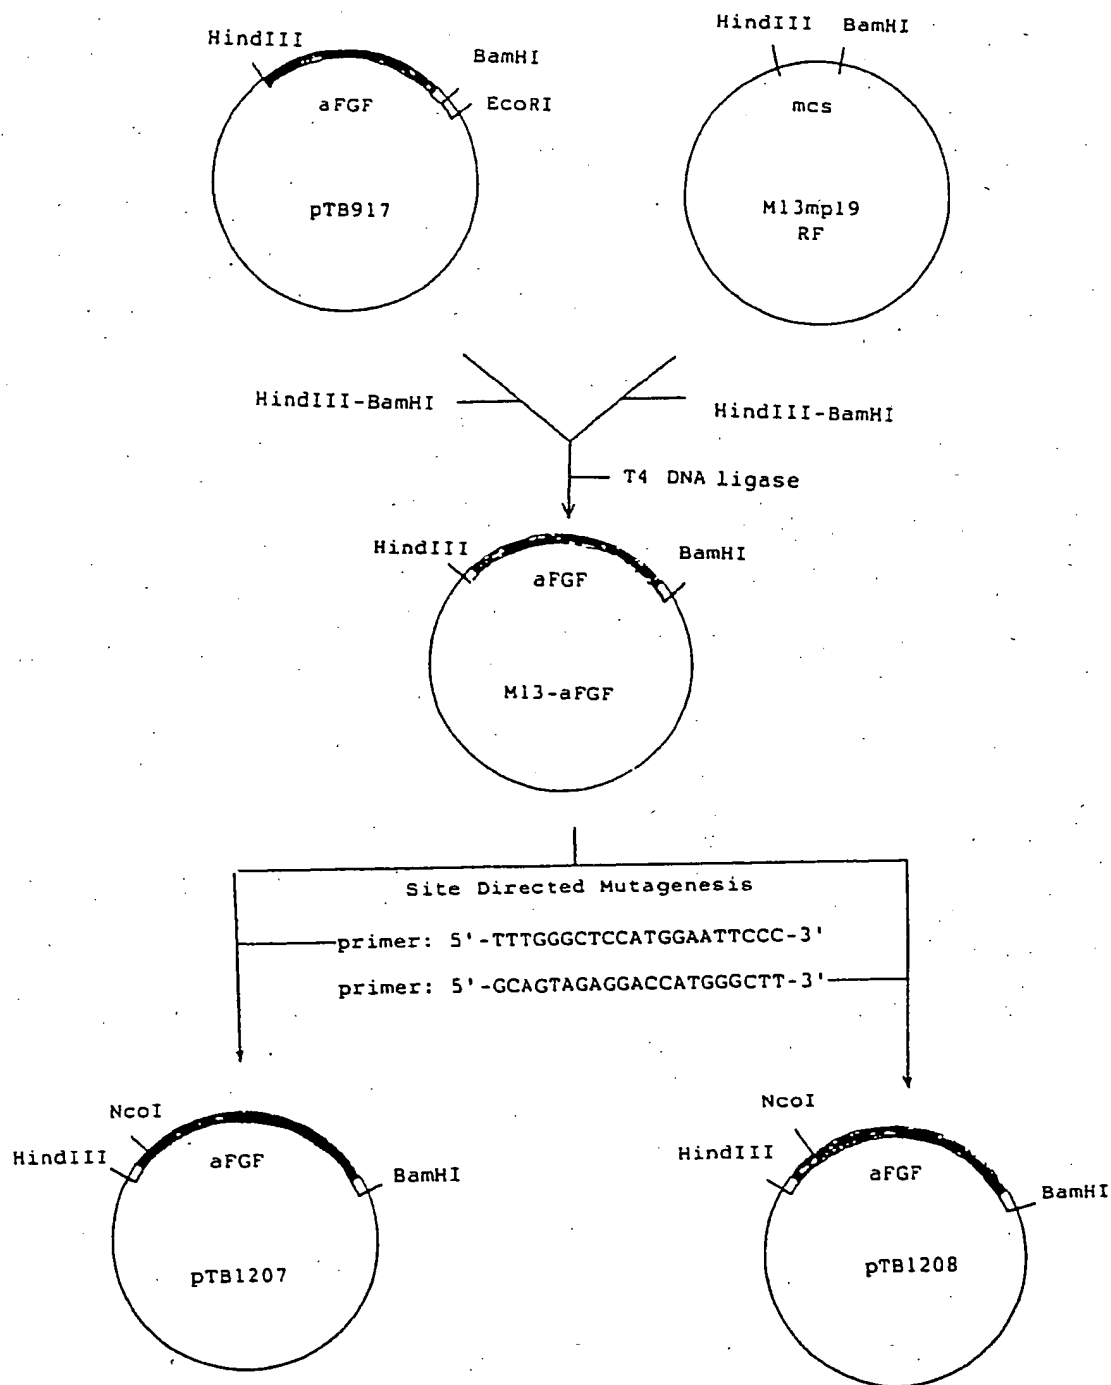 HindIII
BamHI
EcoRI
aFGF
pTB917
HindIII BamHI
mcs
M13mp19
RF
HindIII-BamHI
HindIII-BamHI
T4 DNA ligase
HindIII
BamHI
aFGF
M13-aFGF
Site Directed Mutagenesis
primer: 5'-TTTGGGCTCCATGGAATTCCC-3'
primer: 5'-GCAGTAGAGGACCATGGGCTT-3'
NcoI
HindIII
aFGF
BamHI
pTB1207
NcoI
HindIII
aFGF
BamHI
pTB1208